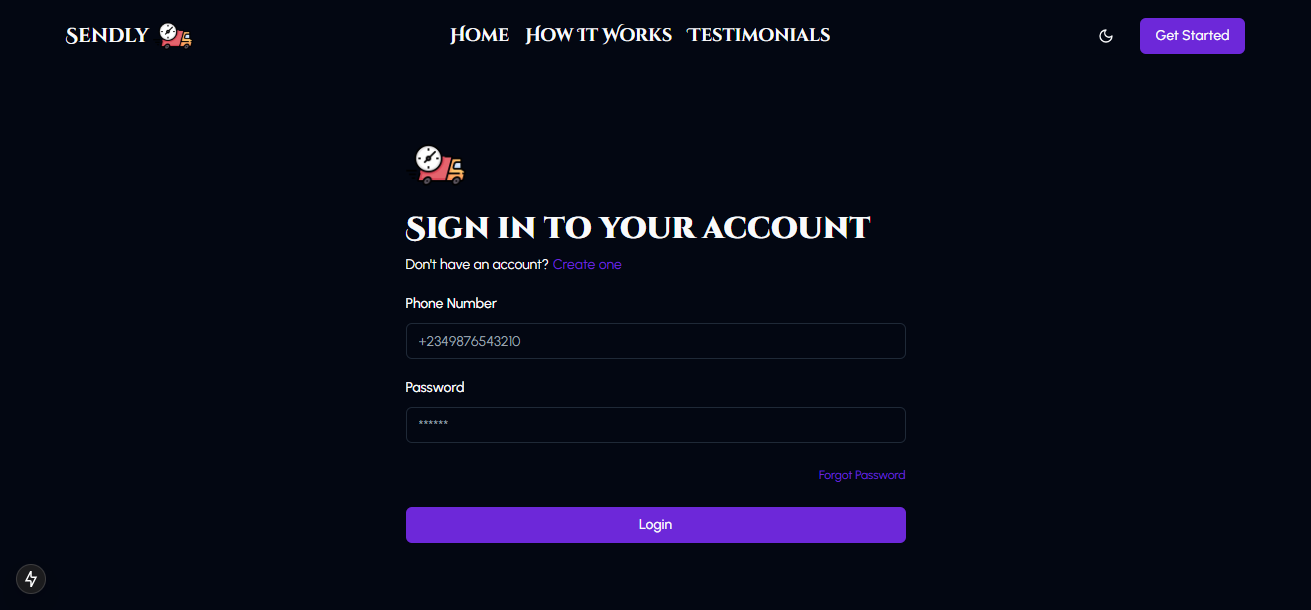 Sendly
Home How It Works Testimonials
Get Started
Sign in to your account
Don't have an account? Create one
Phone Number
+2349876543210
Password
******
Forgot Password
Login